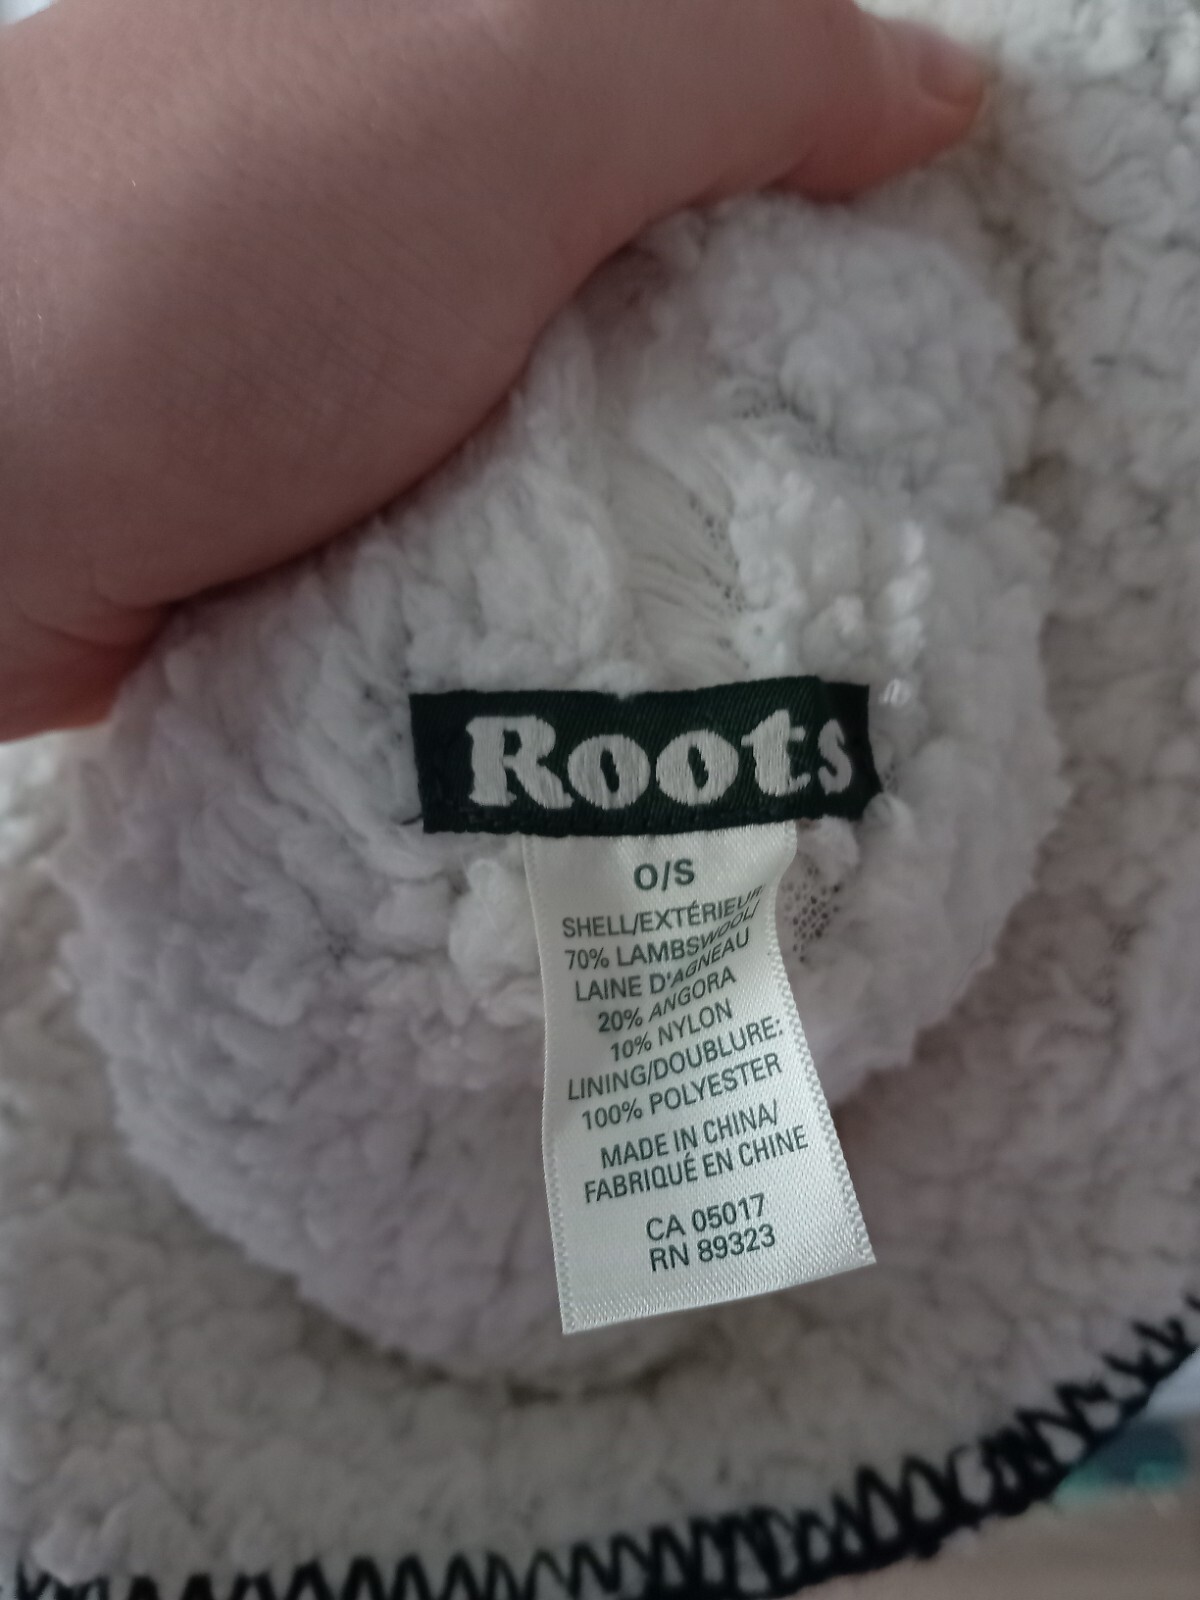 Roots
O/S
SHELL/EXTÉRIEUR
70% LAMBSWOOL/
LAINE D'AGNEAU
20% ANGORA
10% NYLON
LINING/DOUBLURE:
100% POLYESTER
MADE IN CHINA/
FABRIQUÉ EN CHINE
CA 05017
RN 89323